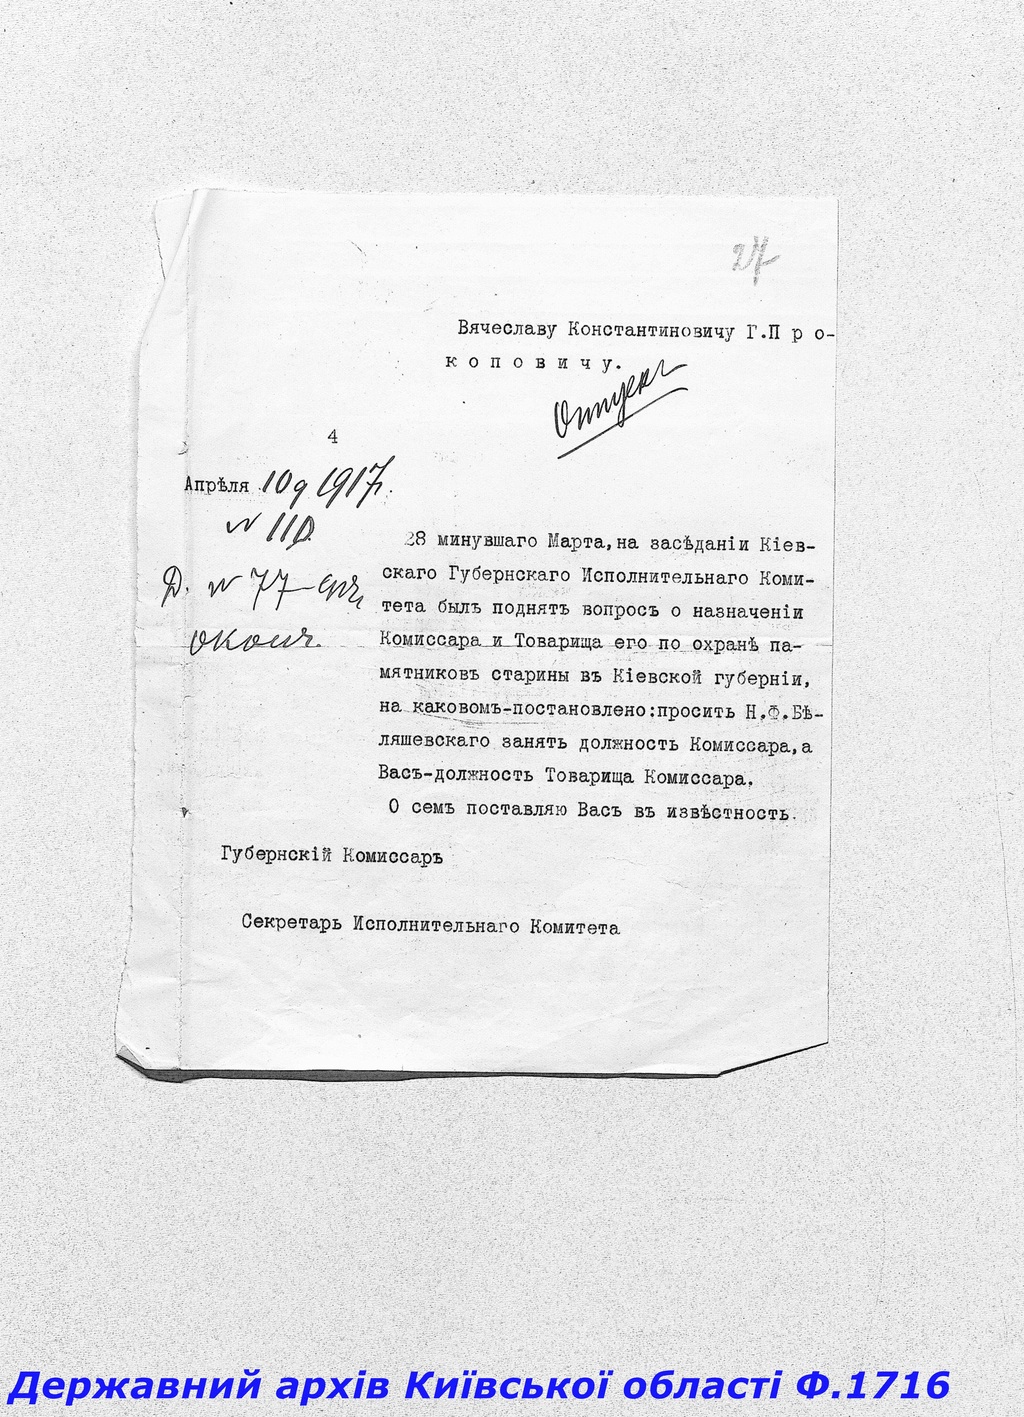 27
Вячеславу Константиновичу Г.П р о-
к о п о в и ч у.
Отпускъ
4
Апрѣля 10 д 1917 г.
№ 110
Д. № 77
оконч.
28 минувшаго Марта,на засѣданіи Кіев-
скаго Губернскаго Исполнительнаго Коми-
тета былъ поднятъ вопросъ о назначеніи
Комиссара и Товарища его по охранѣ па-
мятниковъ старины въ Кіевской губерніи,
на каковомъ-постановлено:просить Н.Ф.Бѣ-
ляшевскаго занять должность Комиссара,а
Васъ-должность Товарища Комиссара.
О семъ поставляю Васъ въ извѣстность.
Губернскій Комиссаръ
Секретарь Исполнительнаго Комитета
Державний архів Київської області Ф.1716